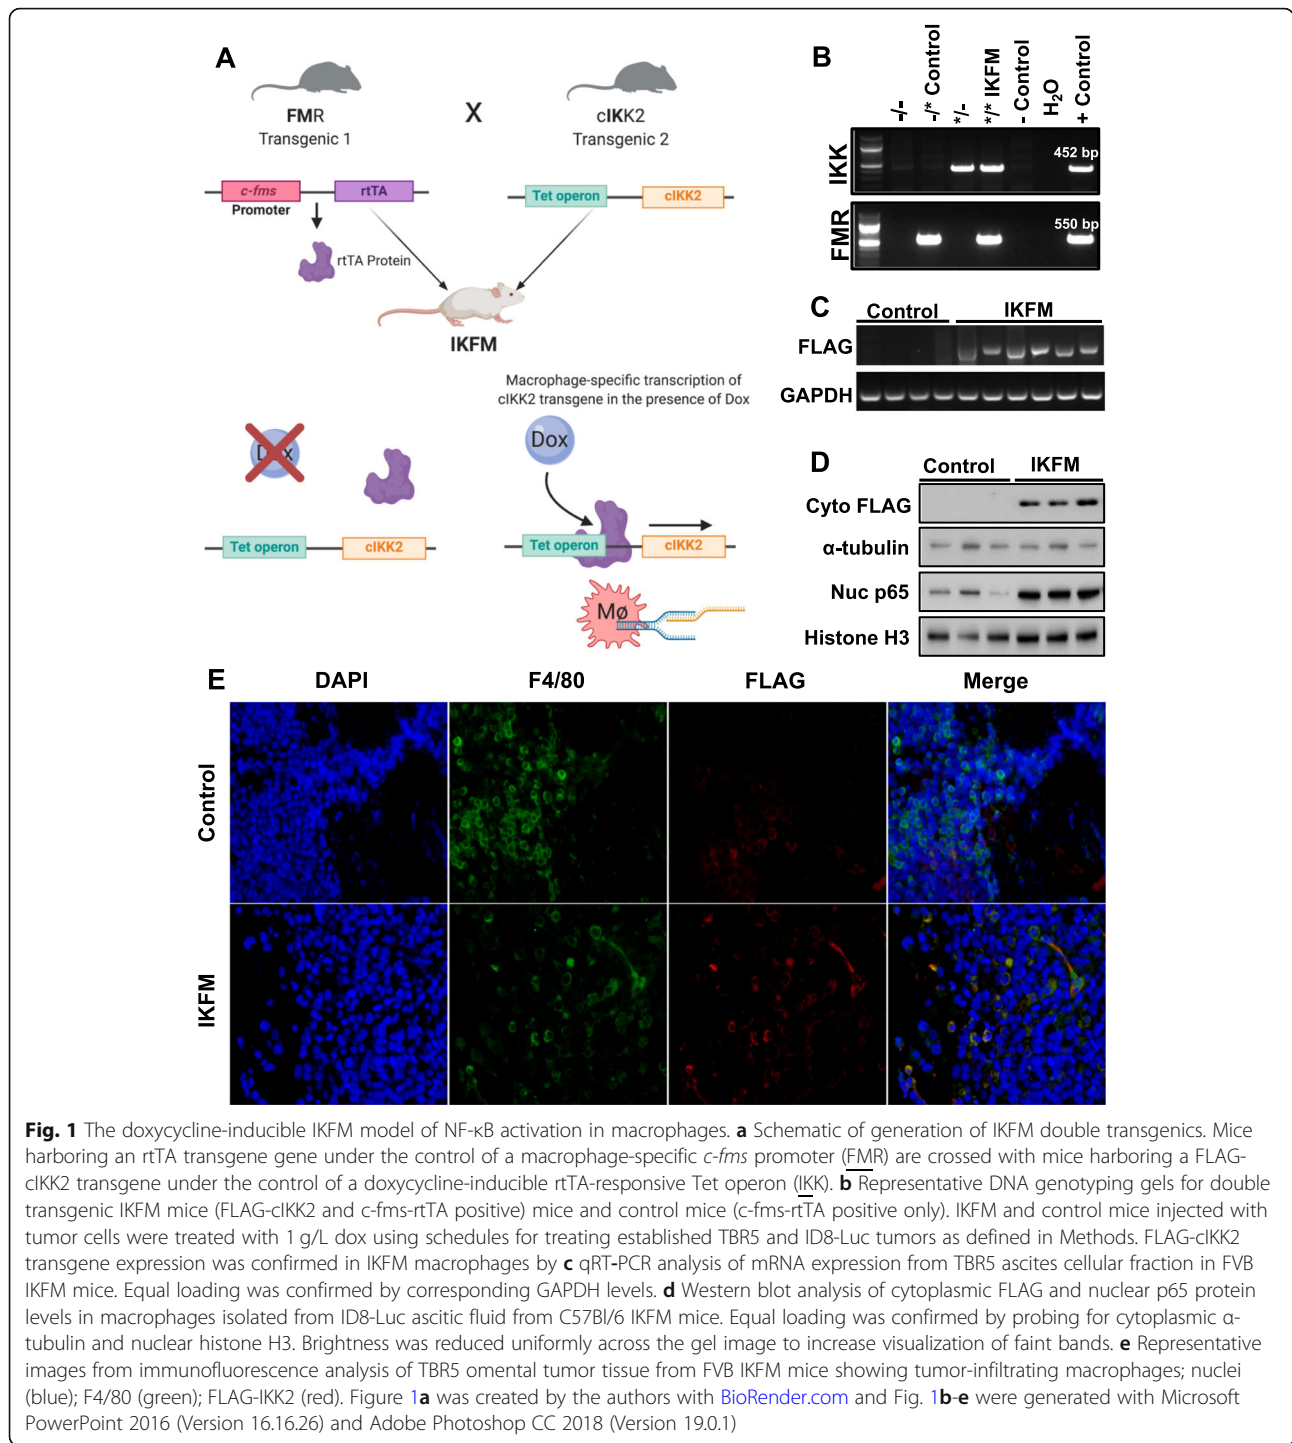 A
FMR
Transgenic 1
X
cIKK2
Transgenic 2
c-fms
Promoter
rtTA
Tet operon
cIKK2
rtTA Protein
IKFM
Macrophage-specific transcription of
cIKK2 transgene in the presence of Dox
Dox
Dox
Tet operon
cIKK2
Tet operon
cIKK2
Mø
B
-/-
-/* Control
*/-
*/* IKFM
- Control
H2O
+ Control
IKK
452 bp
FMR
550 bp
C
Control
IKFM
FLAG
GAPDH
D
Control
IKFM
Cyto FLAG
α-tubulin
Nuc p65
Histone H3
E
DAPI
F4/80
FLAG
Merge
Control
IKFM
Fig. 1 The doxycycline-inducible IKFM model of NF-κB activation in macrophages. a Schematic of generation of IKFM double transgenics. Mice
harboring an rtTA transgene gene under the control of a macrophage-specific c-fms promoter (FMR) are crossed with mice harboring a FLAG-
cIKK2 transgene under the control of a doxycycline-inducible rtTA-responsive Tet operon (IKK). b Representative DNA genotyping gels for double
transgenic IKFM mice (FLAG-cIKK2 and c-fms-rtTA positive) mice and control mice (c-fms-rtTA positive only). IKFM and control mice injected with
tumor cells were treated with 1 g/L dox using schedules for treating established TBR5 and ID8-Luc tumors as defined in Methods. FLAG-cIKK2
transgene expression was confirmed in IKFM macrophages by c qRT-PCR analysis of mRNA expression from TBR5 ascites cellular fraction in FVB
IKFM mice. Equal loading was confirmed by corresponding GAPDH levels. d Western blot analysis of cytoplasmic FLAG and nuclear p65 protein
levels in macrophages isolated from ID8-Luc ascitic fluid from C57Bl/6 IKFM mice. Equal loading was confirmed by probing for cytoplasmic α-
tubulin and nuclear histone H3. Brightness was reduced uniformly across the gel image to increase visualization of faint bands. e Representative
images from immunofluorescence analysis of TBR5 omental tumor tissue from FVB IKFM mice showing tumor-infiltrating macrophages; nuclei
(blue); F4/80 (green); FLAG-IKK2 (red). Figure 1a was created by the authors with BioRender.com and Fig. 1b-e were generated with Microsoft
PowerPoint 2016 (Version 16.16.26) and Adobe Photoshop CC 2018 (Version 19.0.1)